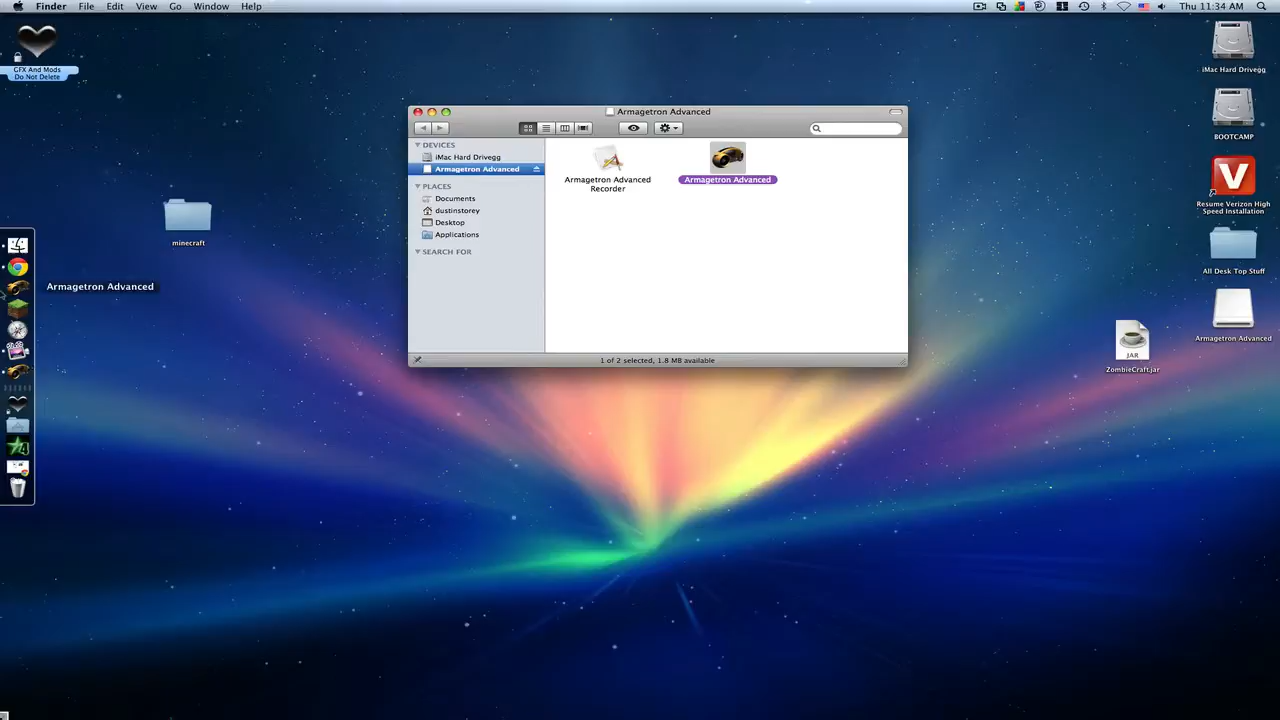 Finder File Edit View Go Window Help
Thu 11:34 AM
GFX And Mods
Do Not Delete
iMac Hard Drivegg
BOOTCAMP
Resume Verizon High
Speed Installation
All Desk Top Stuff
Armagetron Advanced
JAR
ZombieCraft.jar
minecraft
Armagetron Advanced
Armagetron Advanced
DEVICES
iMac Hard Drivegg
Armagetron Advanced
PLACES
Documents
dustinstorey
Desktop
Applications
SEARCH FOR
Armagetron Advanced
Recorder
Armagetron Advanced
1 of 2 selected, 1.8 MB available